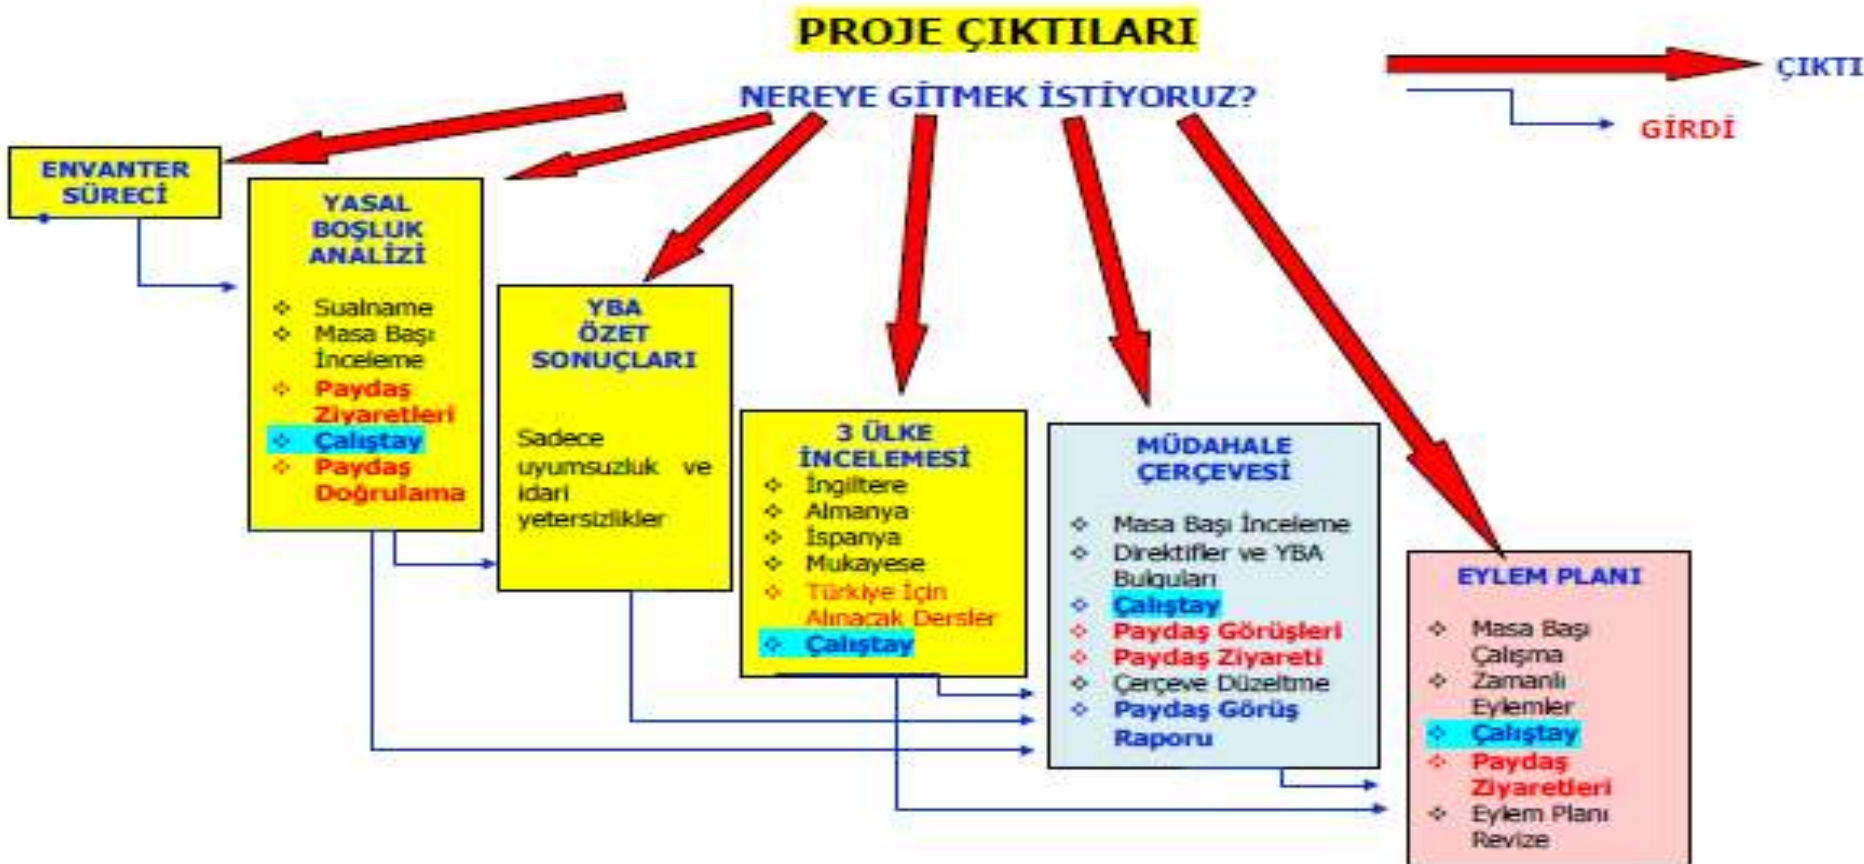 PROJE ÇIKTILARI
NEREYE GİTMEK İSTİYORUZ?
ÇIKTI
GİRDİ
ENVANTER
SÜRECİ
YASAL
BOŞLUK
ANALİZİ
Sualname
Masa Başı
İnceleme
Paydaş
Ziyaretleri
Çalıştay
Paydaş
Doğrulama
YBA
ÖZET
SONUÇLARI
Sadece
uyumsuzluk ve
idari
yetersizlikler
3 ÜLKE
İNCELEMESİ
İngiltere
Almanya
İspanya
Mukayese
Türkiye İçin
Alınacak Dersler
Çalıştay
MÜDAHALE
ÇERÇEVESİ
Masa Başı İnceleme
Direktifler ve YBA
Bulguları
Çalıştay
Paydaş Görüşleri
Paydaş Ziyareti
Çerçeve Düzeltme
Paydaş Görüş
Raporu
EYLEM PLANI
Masa Başı
Çalışma
Zamanlı
Eylemler
Çalıştay
Paydaş
Ziyaretleri
Eylem Planı
Revize